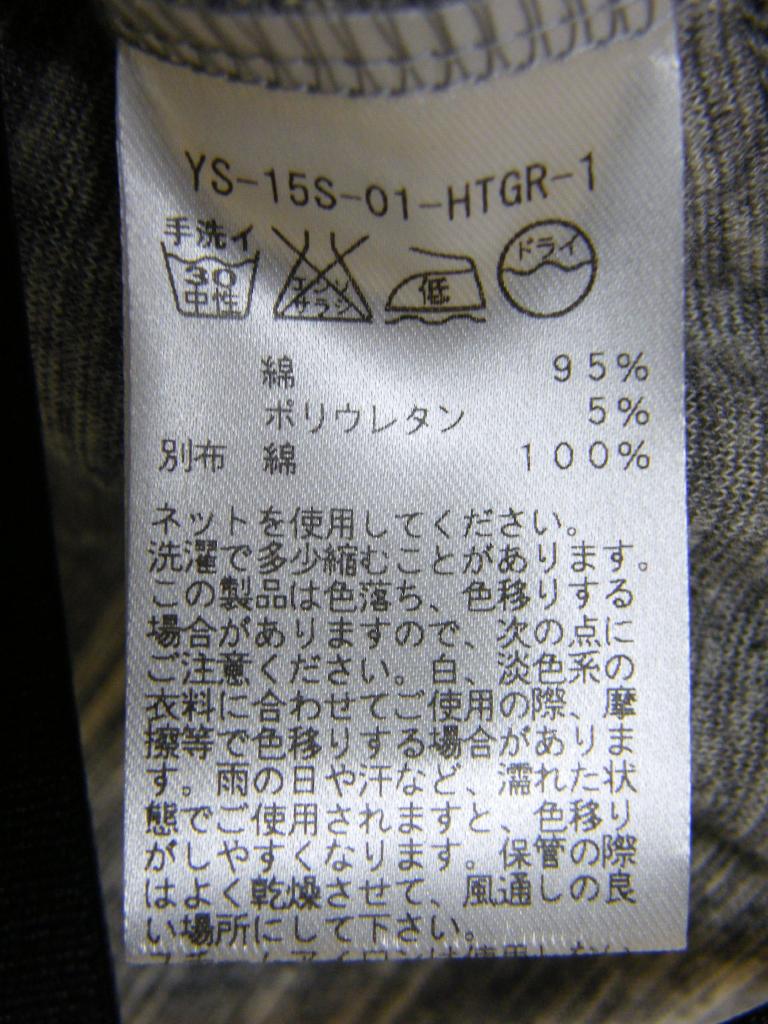 YS-15S-01-HTGR-1
手洗イ 30 中性 エンソサラシ 低 ドライ
綿 95%
ポリウレタン 5%
別布 綿 100%
ネットを使用してください。
洗濯で多少縮むことがあります。
この製品は色落ち、色移りする
場合がありますので、次の点に
ご注意ください。白、淡色系の
衣料に合わせてご使用の際、摩
擦等で色移りする場合がありま
す。雨の日や汗など、濡れた状
態でご使用されますと、色移り
がしやすくなります。保管の際
はよく乾燥させて、風通しの良
い場所にして下さい。